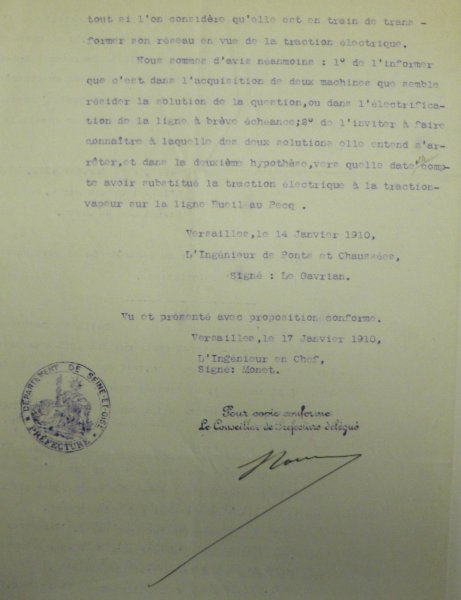 tout si l'on considère qu'elle est en train de trans -
former son réseau en vue de la traction électrique.
Nous sommes d'avis néanmoins : 1° de l'informer
que c'est dans l'acquisition de deux machines que semble
résider la solution de la question,ou dans l'électrifica-
tion de la ligne à brève échéance;2° de l'inviter à faire
connaître à laquelle des deux solutions elle entend s'ar-
rêter,et dans la deuxième hypothèse,vers quelle date comp-
te avoir substitué la traction électrique à la traction-
vapeur sur la ligne Rueil au Pecq .
Versailles,le 14 Janvier 1910,
L'Ingénieur de Ponts et Chaussées,
Signé : Le Gavrian.
Vu et présenté avec proposition conforme.
Versailles,le 17 Janvier 1910,
L'Ingénieur en Chef,
Signé: Monet.
DÉPARTEMENT DE SEINE-ET-OISE
PRÉFECTURE
Pour copie conforme
Le Conseiller de Préfecture délégué